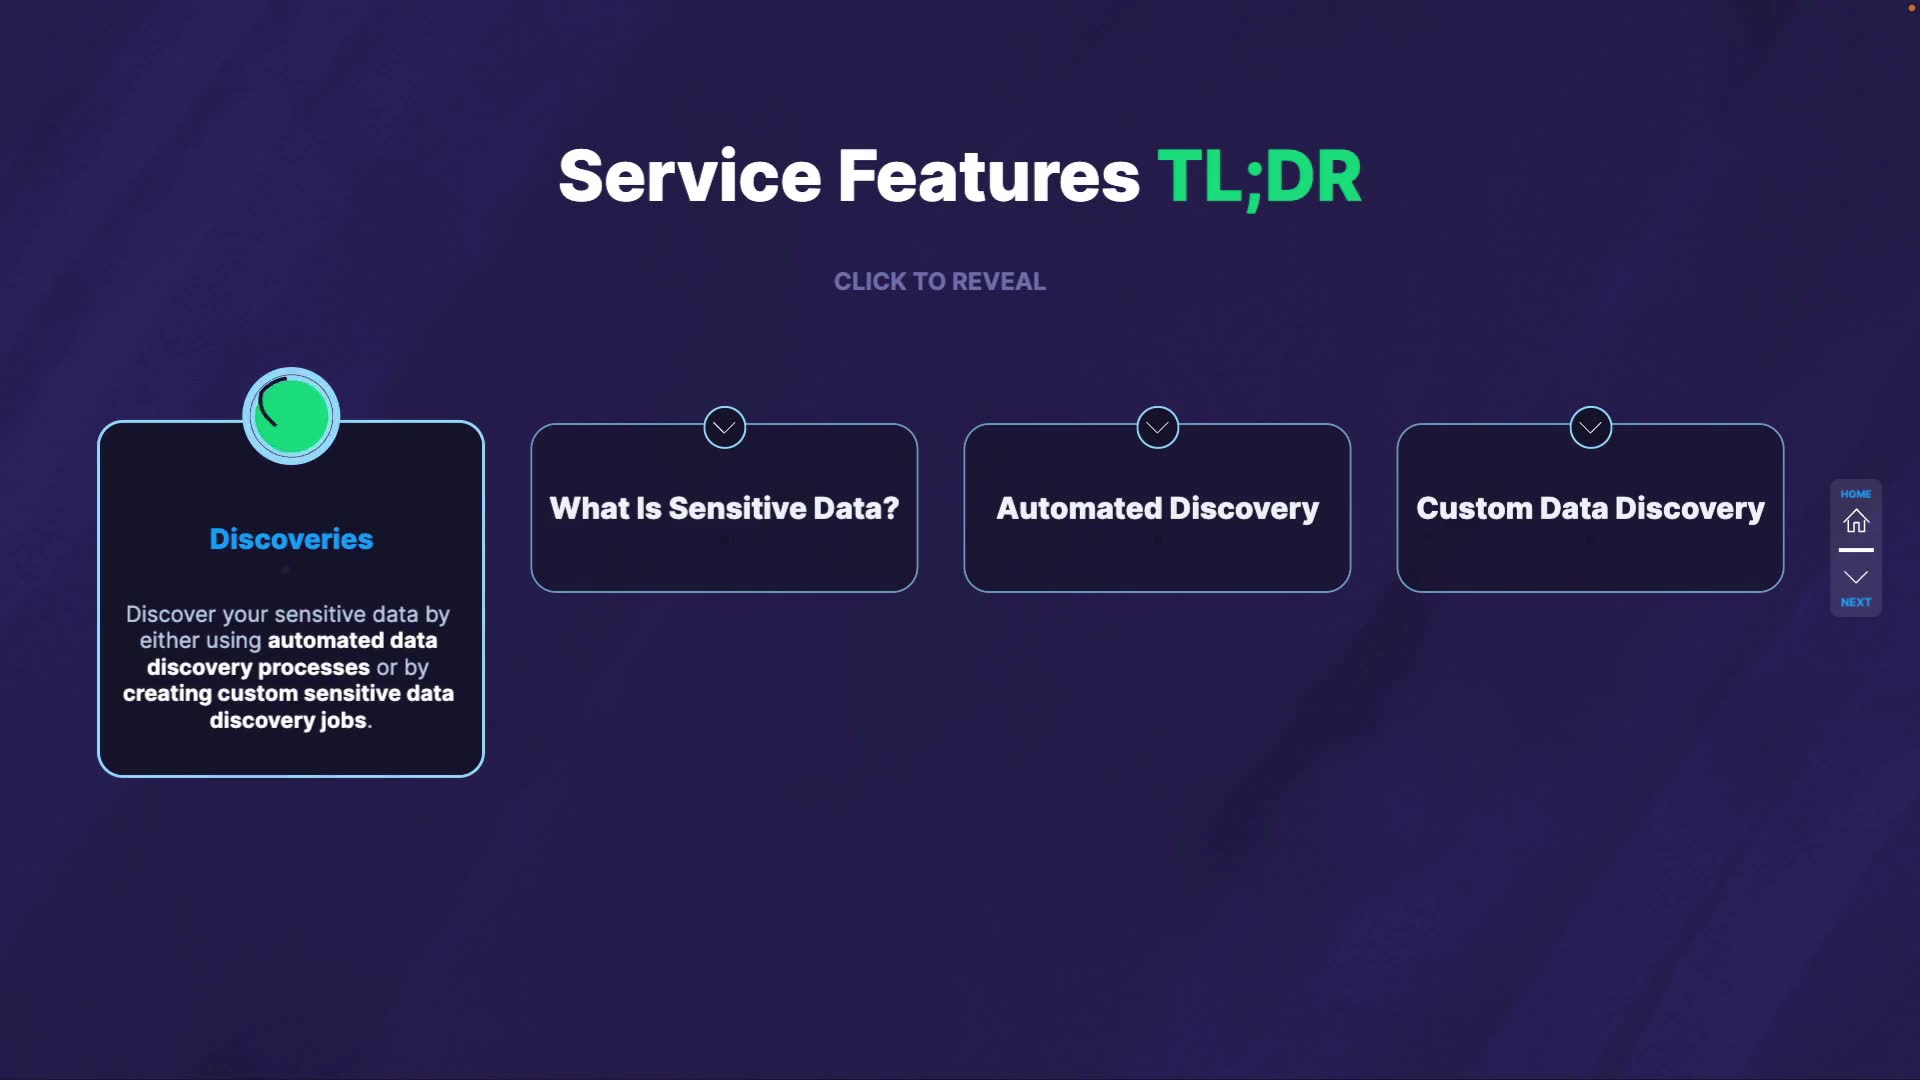 Service Features TL;DR
CLICK TO REVEAL
Discoveries
Discover your sensitive data by
either using automated data
discovery processes or by
creating custom sensitive data
discovery jobs.
What Is Sensitive Data?
Automated Discovery
Custom Data Discovery
HOME
NEXT